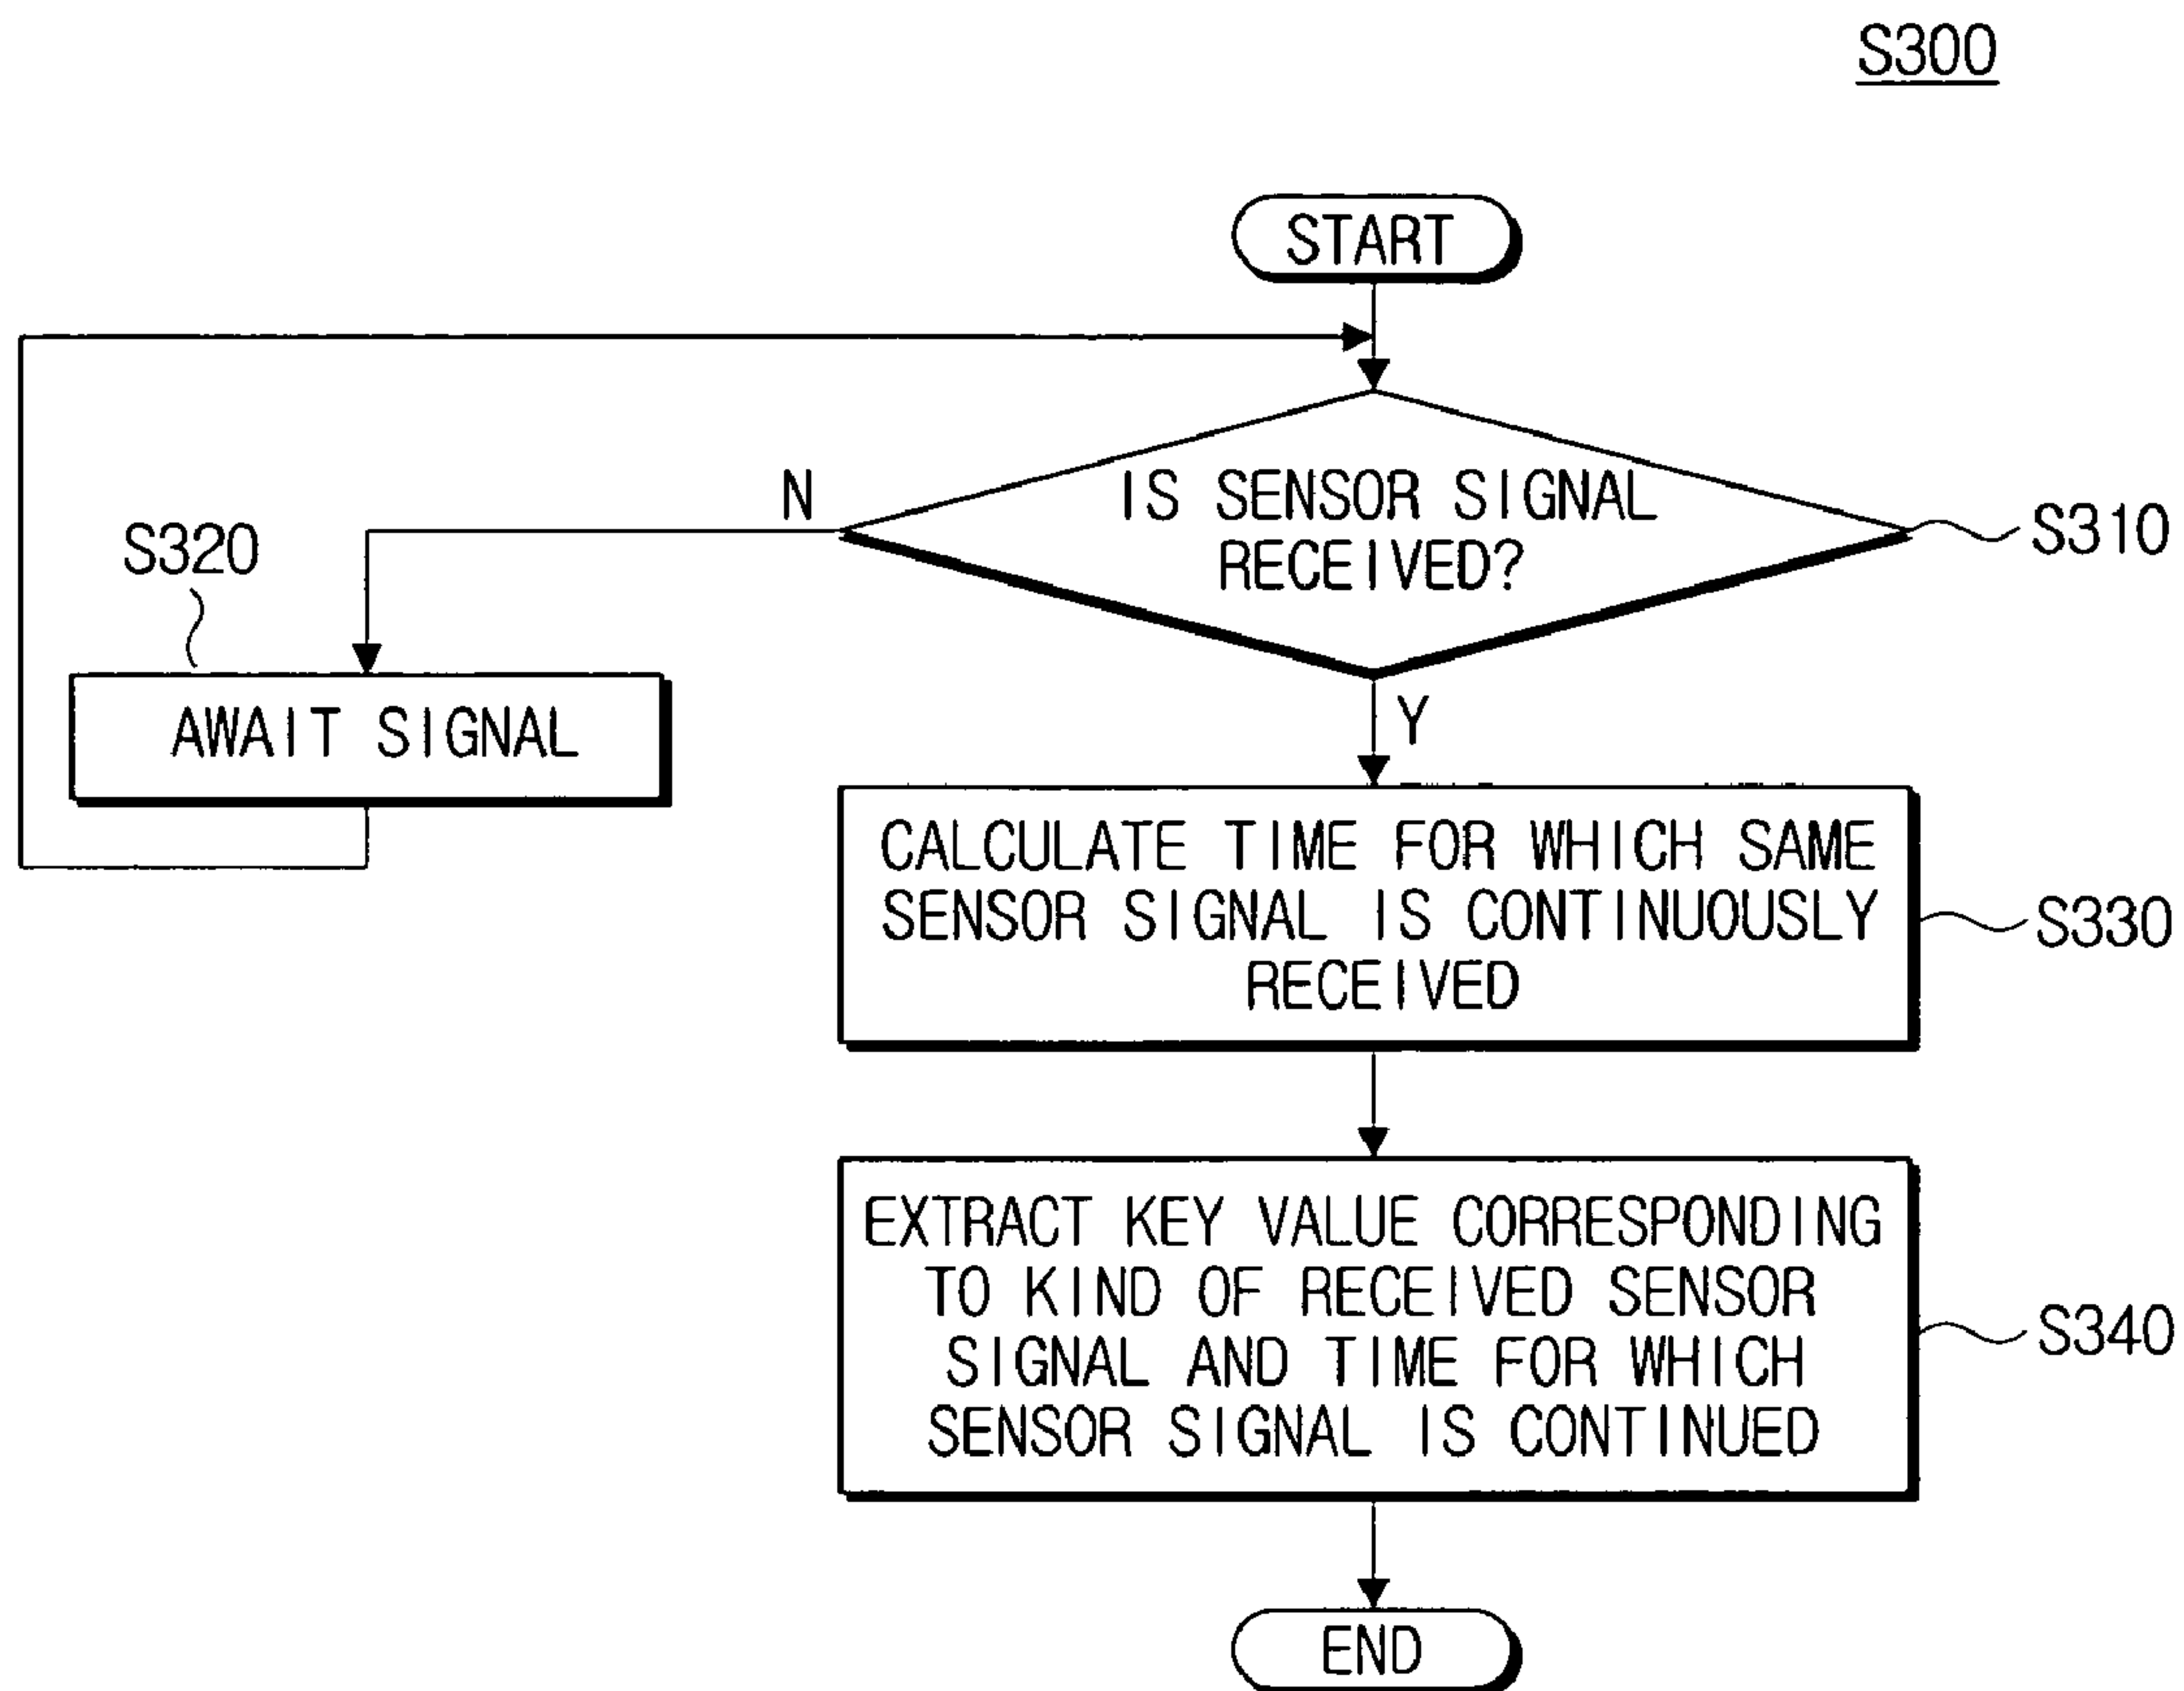 S300
START
IS SENSOR SIGNAL
RECEIVED?
N
S310
S320
AWAIT SIGNAL
Y
CALCULATE TIME FOR WHICH SAME
SENSOR SIGNAL IS CONTINUOUSLY
RECEIVED
S330
EXTRACT KEY VALUE CORRESPONDING
TO KIND OF RECEIVED SENSOR
SIGNAL AND TIME FOR WHICH
SENSOR SIGNAL IS CONTINUED
S340
END